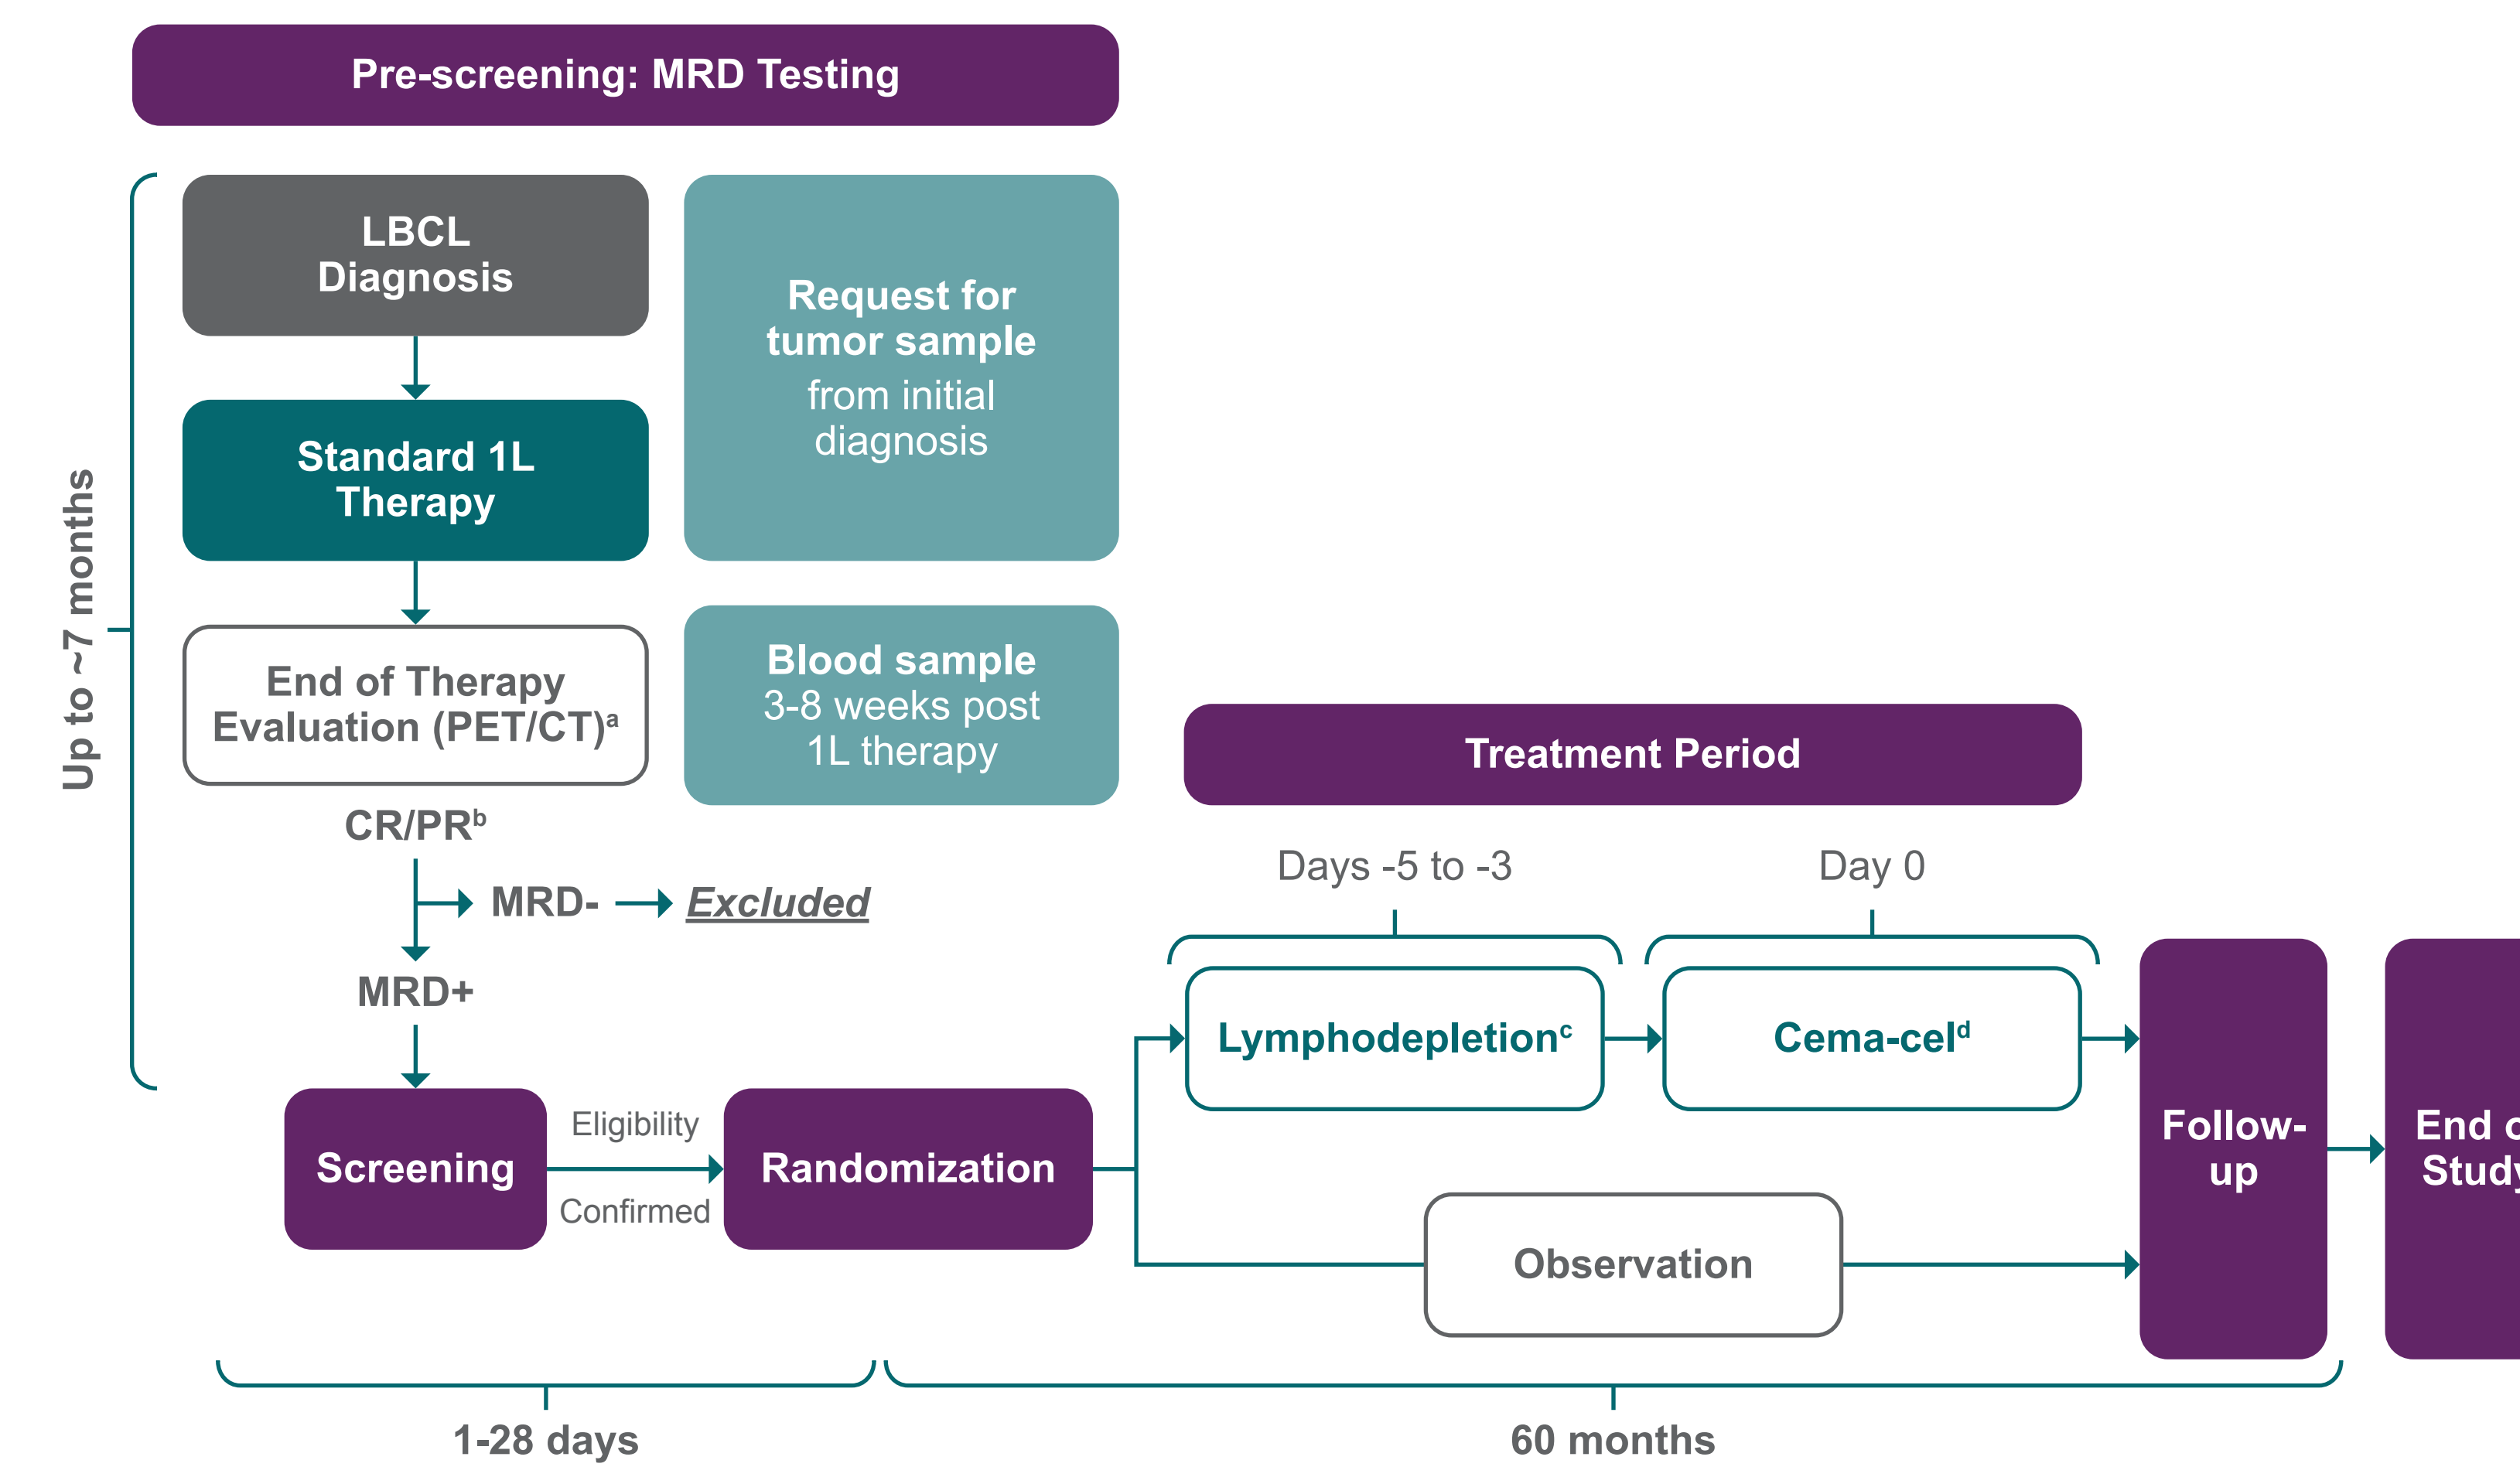 Pre-screening: MRD Testing
Up to ~7 months
LBCL
Diagnosis
Standard 1L
Therapy
End of Therapy
Evaluation (PET/CT)ᵃ
Request for
tumor sample
from initial
diagnosis
Blood sample
3-8 weeks post
1L therapy
CR/PRᵇ
MRD-
Excluded
MRD+
Screening
Eligibility
Confirmed
Randomization
Treatment Period
Days -5 to -3
Day 0
Lymphodepletionᶜ
Cema-celᵈ
Observation
Follow-
up
End
1-28 days
60 months